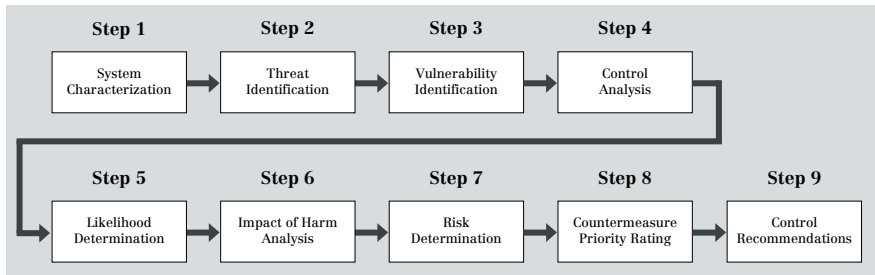 Step 1
Step 2
Step 3
Step 4
System
Characterization
Threat
Identification
Vulnerability
Identification
Control
Analysis
Step 5
Step 6
Step 7
Step 8
Step 9
Likelihood
Determination
Impact of Harm
Analysis
Risk
Determination
Countermeasure
Priority Rating
Control
Recommendations